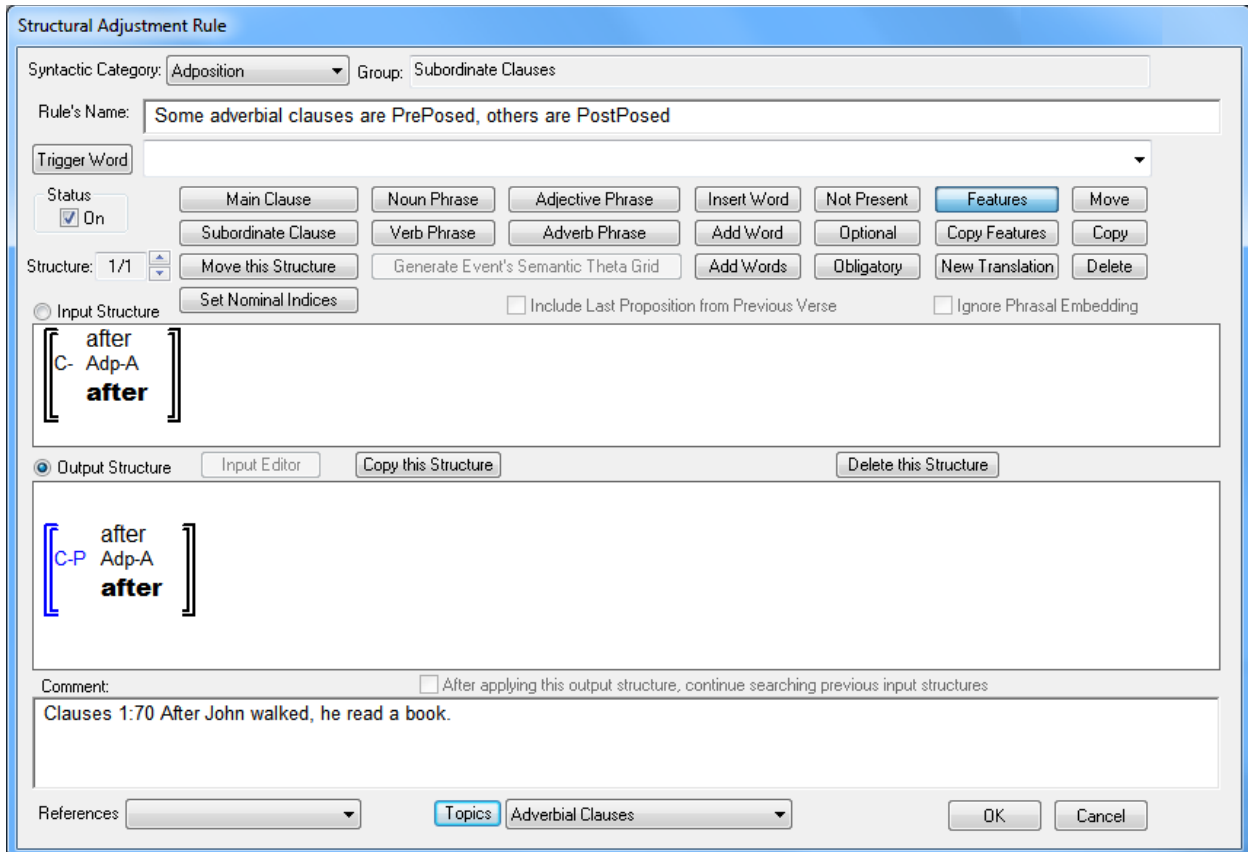 Structural Adjustment Rule
Syntactic Category: Adposition Group: Subordinate Clauses
Rule's Name: Some adverbial clauses are PrePosed, others are PostPosed
Trigger Word
Status Main Clause Noun Phrase Adjective Phrase Insert Word Not Present Features Move
On Subordinate Clause Verb Phrase Adverb Phrase Add Word Optional Copy Features Copy
Structure: 1/1 Move this Structure Generate Event's Semantic Theta Grid Add Words Obligatory New Translation Delete
Set Nominal Indices Include Last Proposition from Previous Verse Ignore Phrasal Embedding
Input Structure
after
C- Adp-A
after
Output Structure Input Editor Copy this Structure Delete this Structure
after
C-P Adp-A
after
Comment: After applying this output structure, continue searching previous input structures
Clauses 1:70 After John walked, he read a book.
References Topics Adverbial Clauses OK Cancel